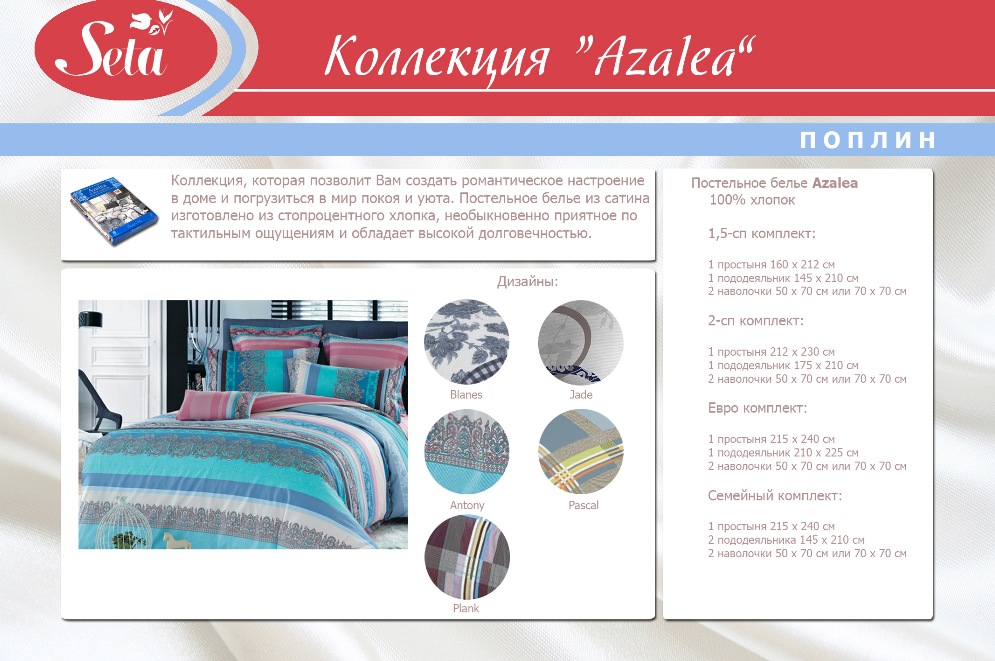 Seta
Коллекция "Azalea"
ПОПЛИН
Azalea
Коллекция, которая позволит Вам создать романтическое настроение
в доме и погрузиться в мир покоя и уюта. Постельное белье из сатина
изготовлено из стопроцентного хлопка, необыкновенно приятное по
тактильным ощущениям и обладает высокой долговечностью.
Дизайны:
Blanes
Jade
Antony
Pascal
Plank
Постельное белье Azalea
100% хлопок
1,5-сп комплект:
1 простыня 160 х 212 см
1 пододеяльник 145 х 210 см
2 наволочки 50 х 70 см или 70 х 70 см
2-сп комплект:
1 простыня 212 х 230 см
1 пододеяльник 175 х 210 см
2 наволочки 50 х 70 см или 70 х 70 см
Евро комплект:
1 простыня 215 х 240 см
1 пододеяльник 210 х 225 см
2 наволочки 50 х 70 см или 70 х 70 см
Семейный комплект:
1 простыня 215 х 240 см
2 пододеяльника 145 х 210 см
2 наволочки 50 х 70 см или 70 х 70 см